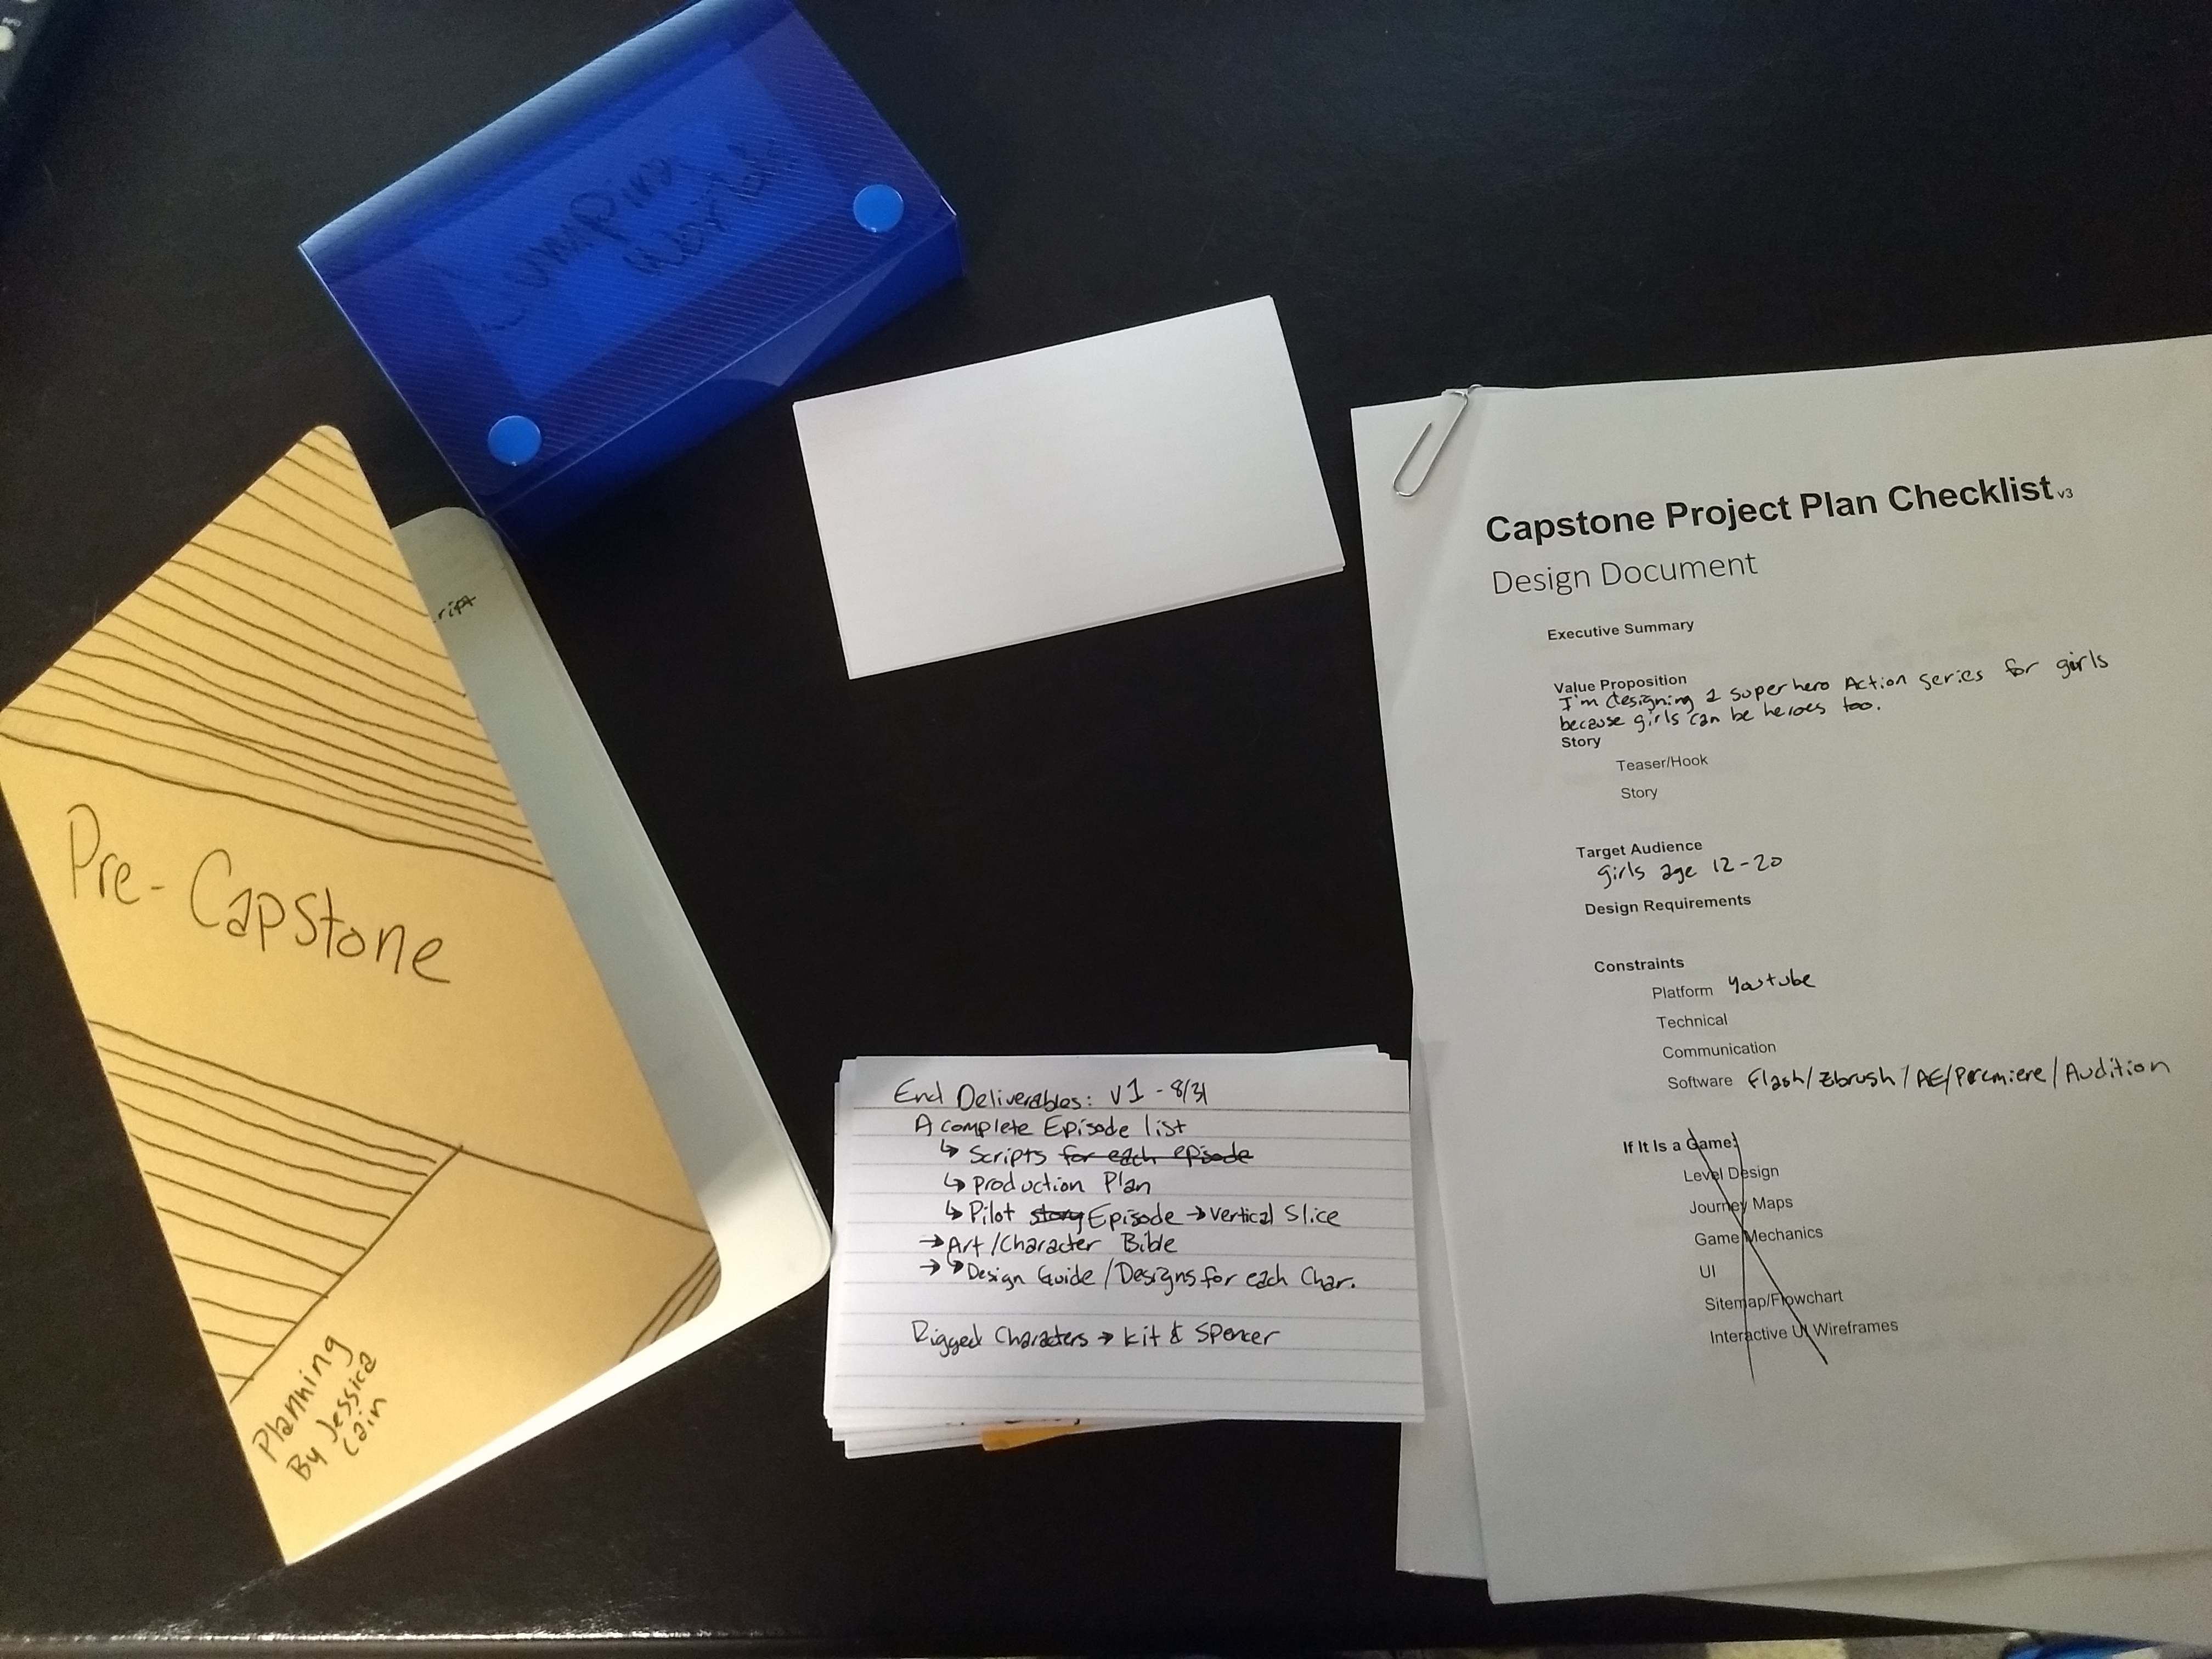 Jumping
Worlds
ript
Pre-Capstone
Planning
By Jessica
Cain
End Deliverables: v1 - 8/31
A complete Episode list
↳ Scripts for each episode
↳ Production Plan
↳ Pilot story Episode → Vertical Slice
→ Art/Character Bible
→ ↳ Design Guide/Designs for each Char.
Rigged Characters → Kit & Spencer
Capstone Project Plan Checklist v3
Design Document
Executive Summary
Value Proposition
I'm designing a superhero Action series for girls
because girls can be heroes too.
Story
Teaser/Hook
Story
Target Audience
girls age 12-20
Design Requirements
Constraints
Platform Youtube
Technical
Communication
Software Flash/Zbrush/AE/Premiere/Audition
If It Is a Game:
Level Design
Journey Maps
Game Mechanics
UI
Sitemap/Flowchart
Interactive UI Wireframes